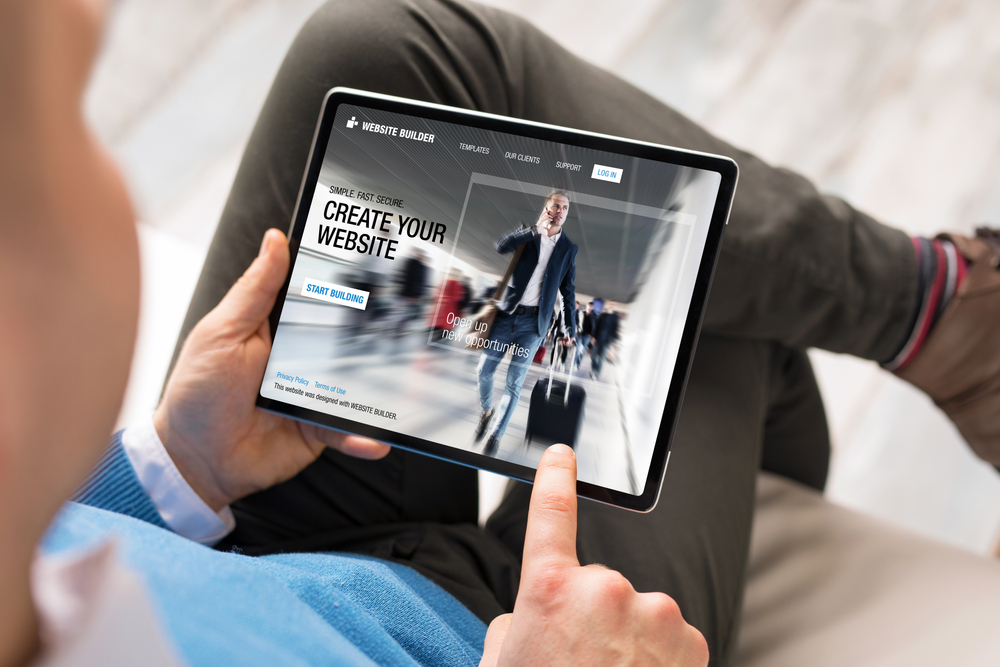 WEBSITE BUILDER
TEMPLATES
OUR CLIENTS
SUPPORT
LOG IN
SIMPLE. FAST. SECURE.
CREATE YOUR
WEBSITE
START BUILDING
Open up
new opportunities
Privacy Policy Terms of Use
This website was designed with WEBSITE BUILDER.